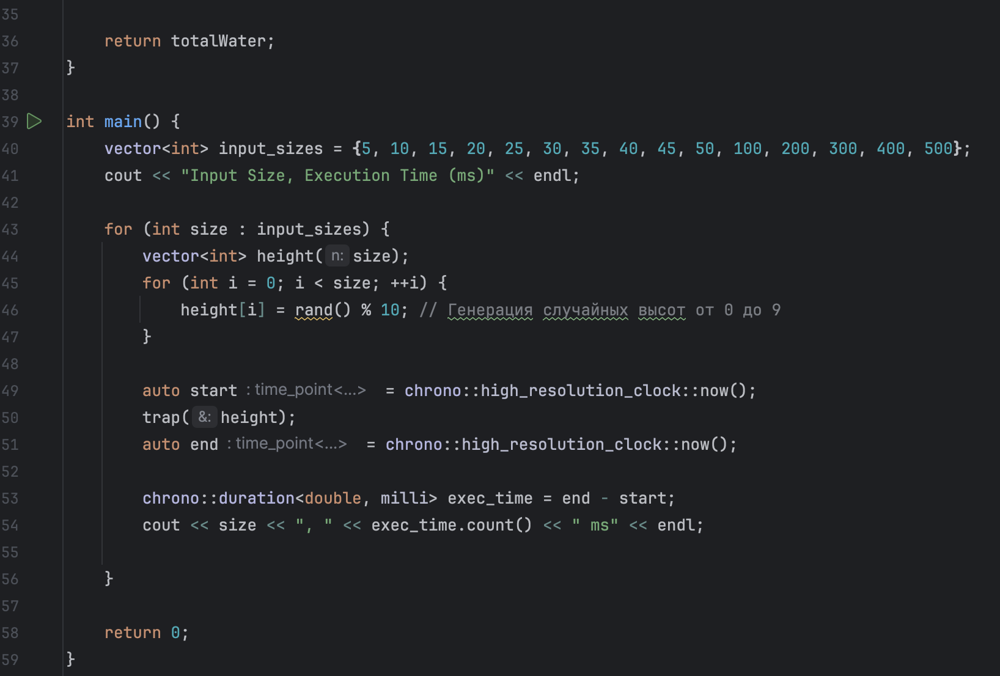 35
36 return totalWater;
37 }
38
39 int main() {
40 vector<int> input_sizes = {5, 10, 15, 20, 25, 30, 35, 40, 45, 50, 100, 200, 300, 400, 500};
41 cout << "Input Size, Execution Time (ms)" << endl;
42
43 for (int size : input_sizes) {
44 vector<int> height( n: size);
45 for (int i = 0; i < size; ++i) {
46 height[i] = rand() % 10; // Генерация случайных высот от 0 до 9
47 }
48
49 auto start : time_point<...> = chrono::high_resolution_clock::now();
50 trap( &: height);
51 auto end : time_point<...> = chrono::high_resolution_clock::now();
52
53 chrono::duration<double, milli> exec_time = end - start;
54 cout << size << ", " << exec_time.count() << " ms" << endl;
55
56 }
57
58 return 0;
59 }